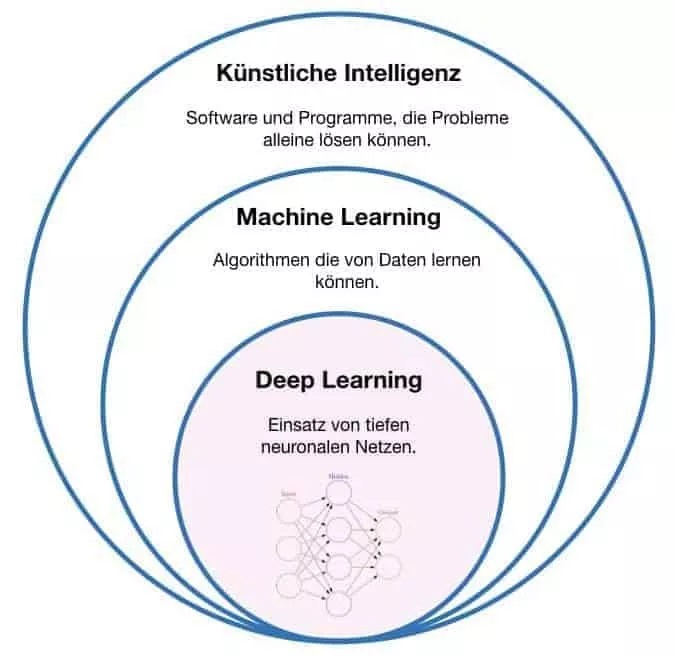 Künstliche Intelligenz
Software und Programme, die Probleme
alleine lösen können.
Machine Learning
Algorithmen die von Daten lernen
können.
Deep Learning
Einsatz von tiefen
neuronalen Netzen.
Hidden
Input
Output